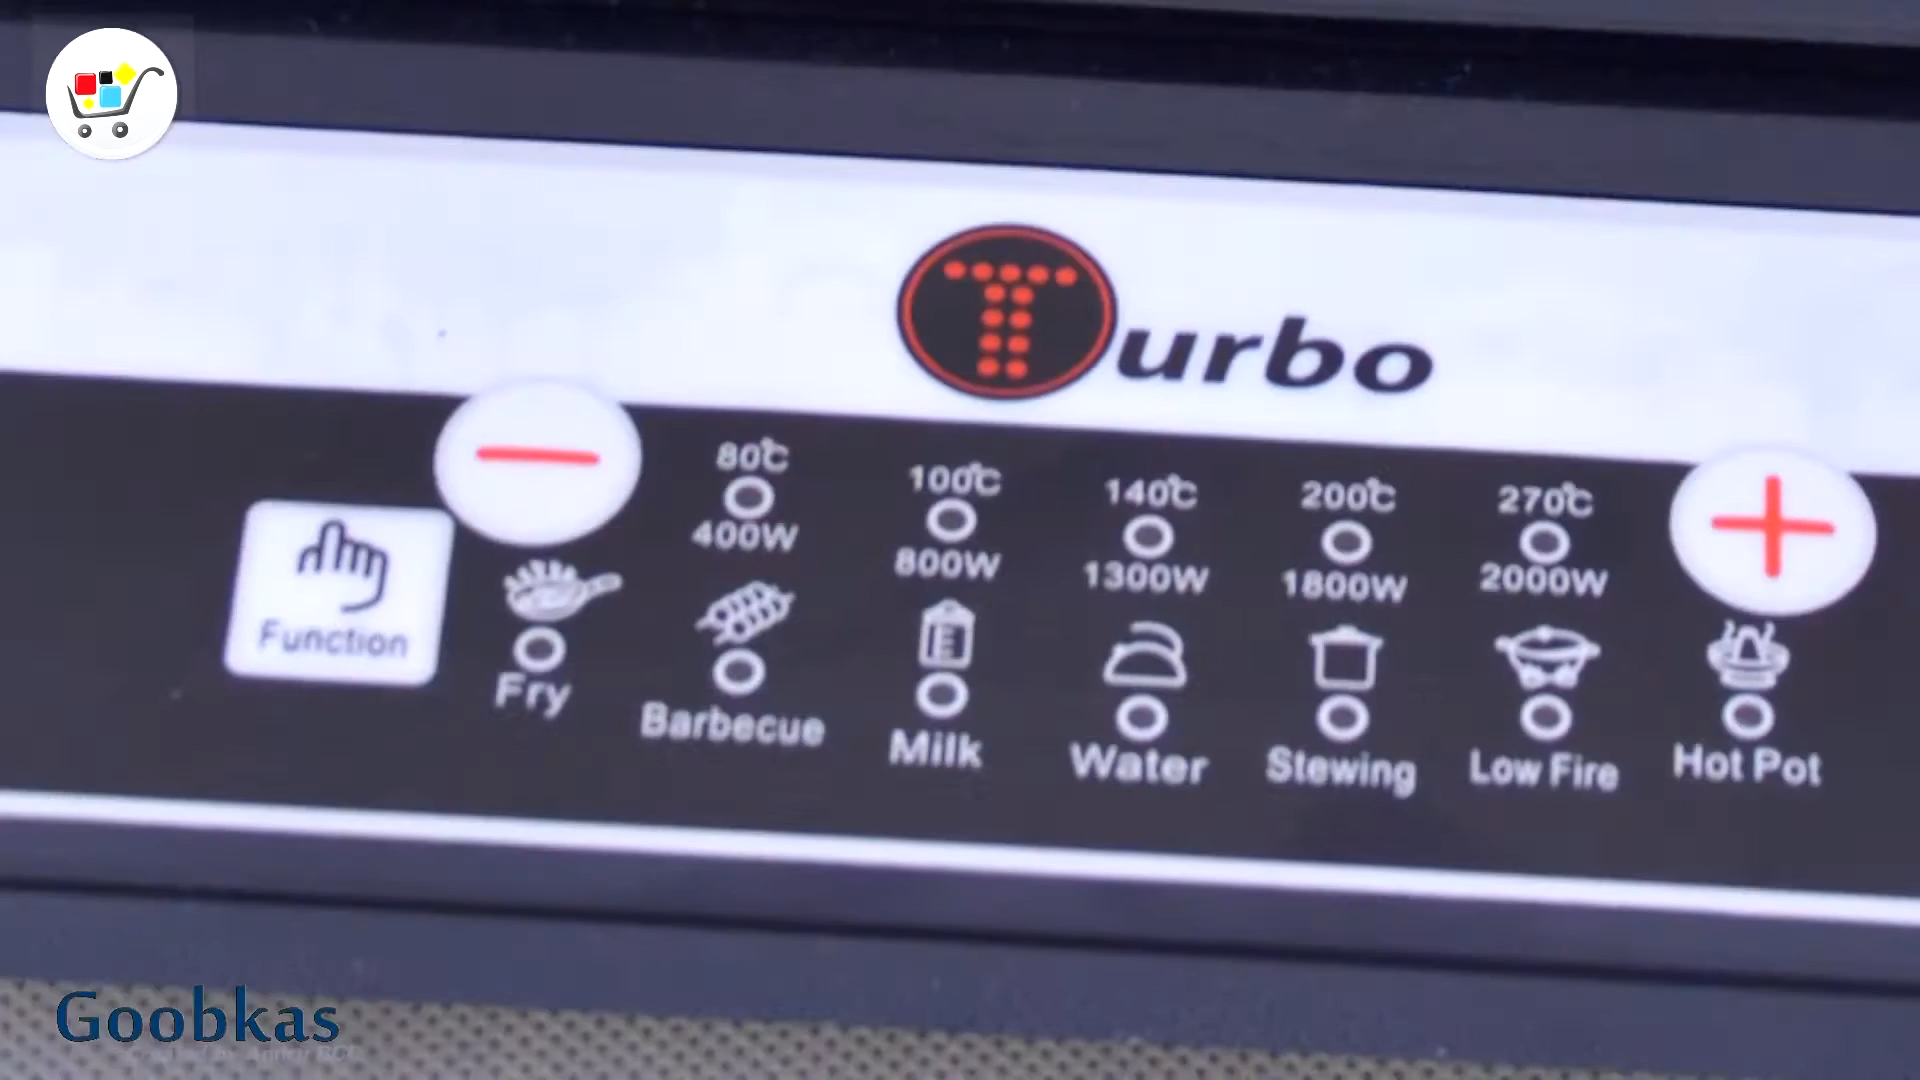 Turbo
80℃ 100℃ 140℃ 200℃ 270℃
400W 800W 1300W 1800W 2000W
Function
Fry Barbecue Milk Water Stewing Low Fire Hot Pot
Goobkas